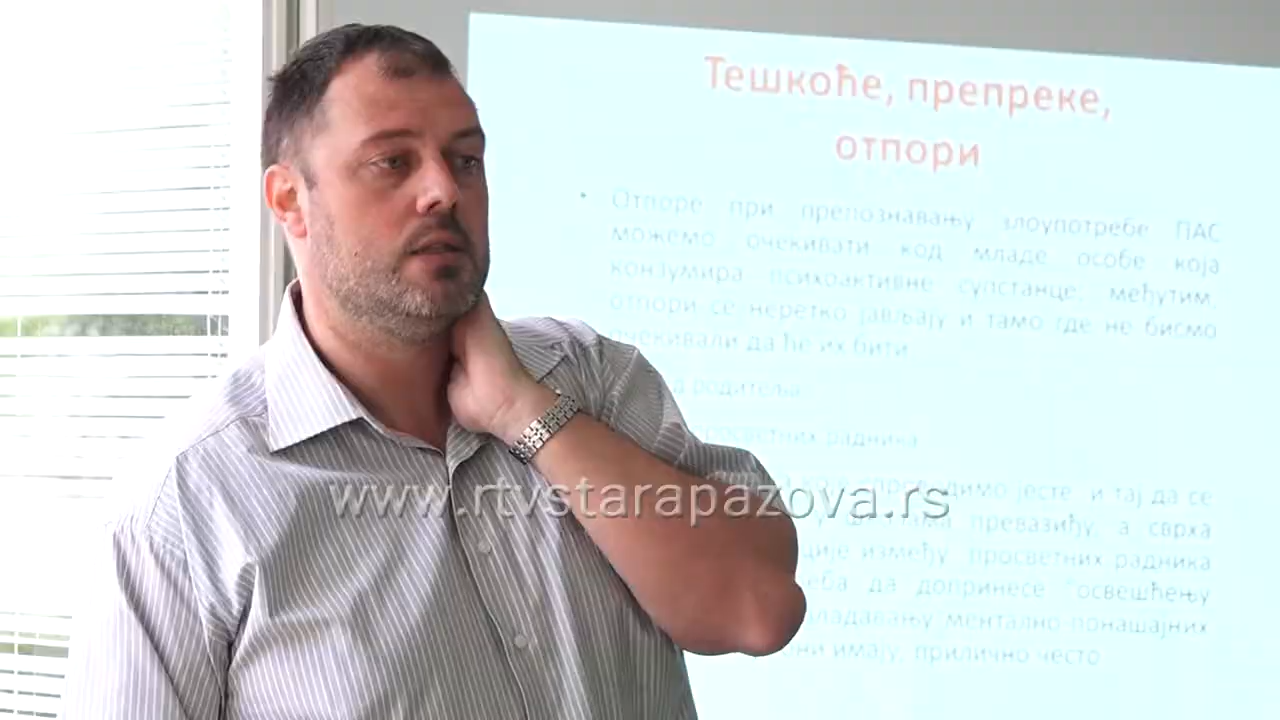 Тешкоће, препреке,
отпори
• Отпоре при препознавању злоупотребе ПАС
можемо очекивати код младе особе која
конзумира психоактивне супстанце, међутим,
отпори се неретко јављају и тамо где не бисмо
очекивали да ће их бити
родитеља
просветних радника
димо јесте и тај да се
www.rtvstarapazova.rs
превазиђу, а сврха
између просветних радника
да допринесе "освешћењу
ментално-понашајних
имају, прилично често